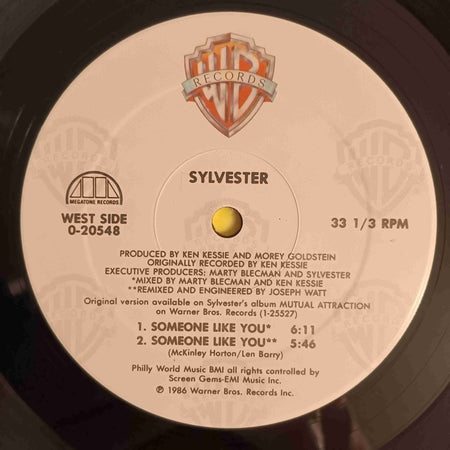 WB
RECORDS
SYLVESTER
MEGATONE RECORDS
WEST SIDE
0-20548
33 1/3 RPM
PRODUCED BY KEN KESSIE AND MOREY GOLDSTEIN
ORIGINALLY RECORDED BY KEN KESSIE
EXECUTIVE PRODUCERS: MARTY BLECMAN AND SYLVESTER
*MIXED BY MARTY BLECMAN AND KEN KESSIE
**REMIXED AND ENGINEERED BY JOSEPH WATT
Original version available on Sylvester's album MUTUAL ATTRACTION
on Warner Bros. Records (1-25527)
1. SOMEONE LIKE YOU* 6:11
2. SOMEONE LIKE YOU** 5:46
(McKinley Horton/Len Barry)
Philly World Music BMI all rights controlled by
Screen Gems-EMI Music Inc.
℗ 1986 Warner Bros. Records Inc.